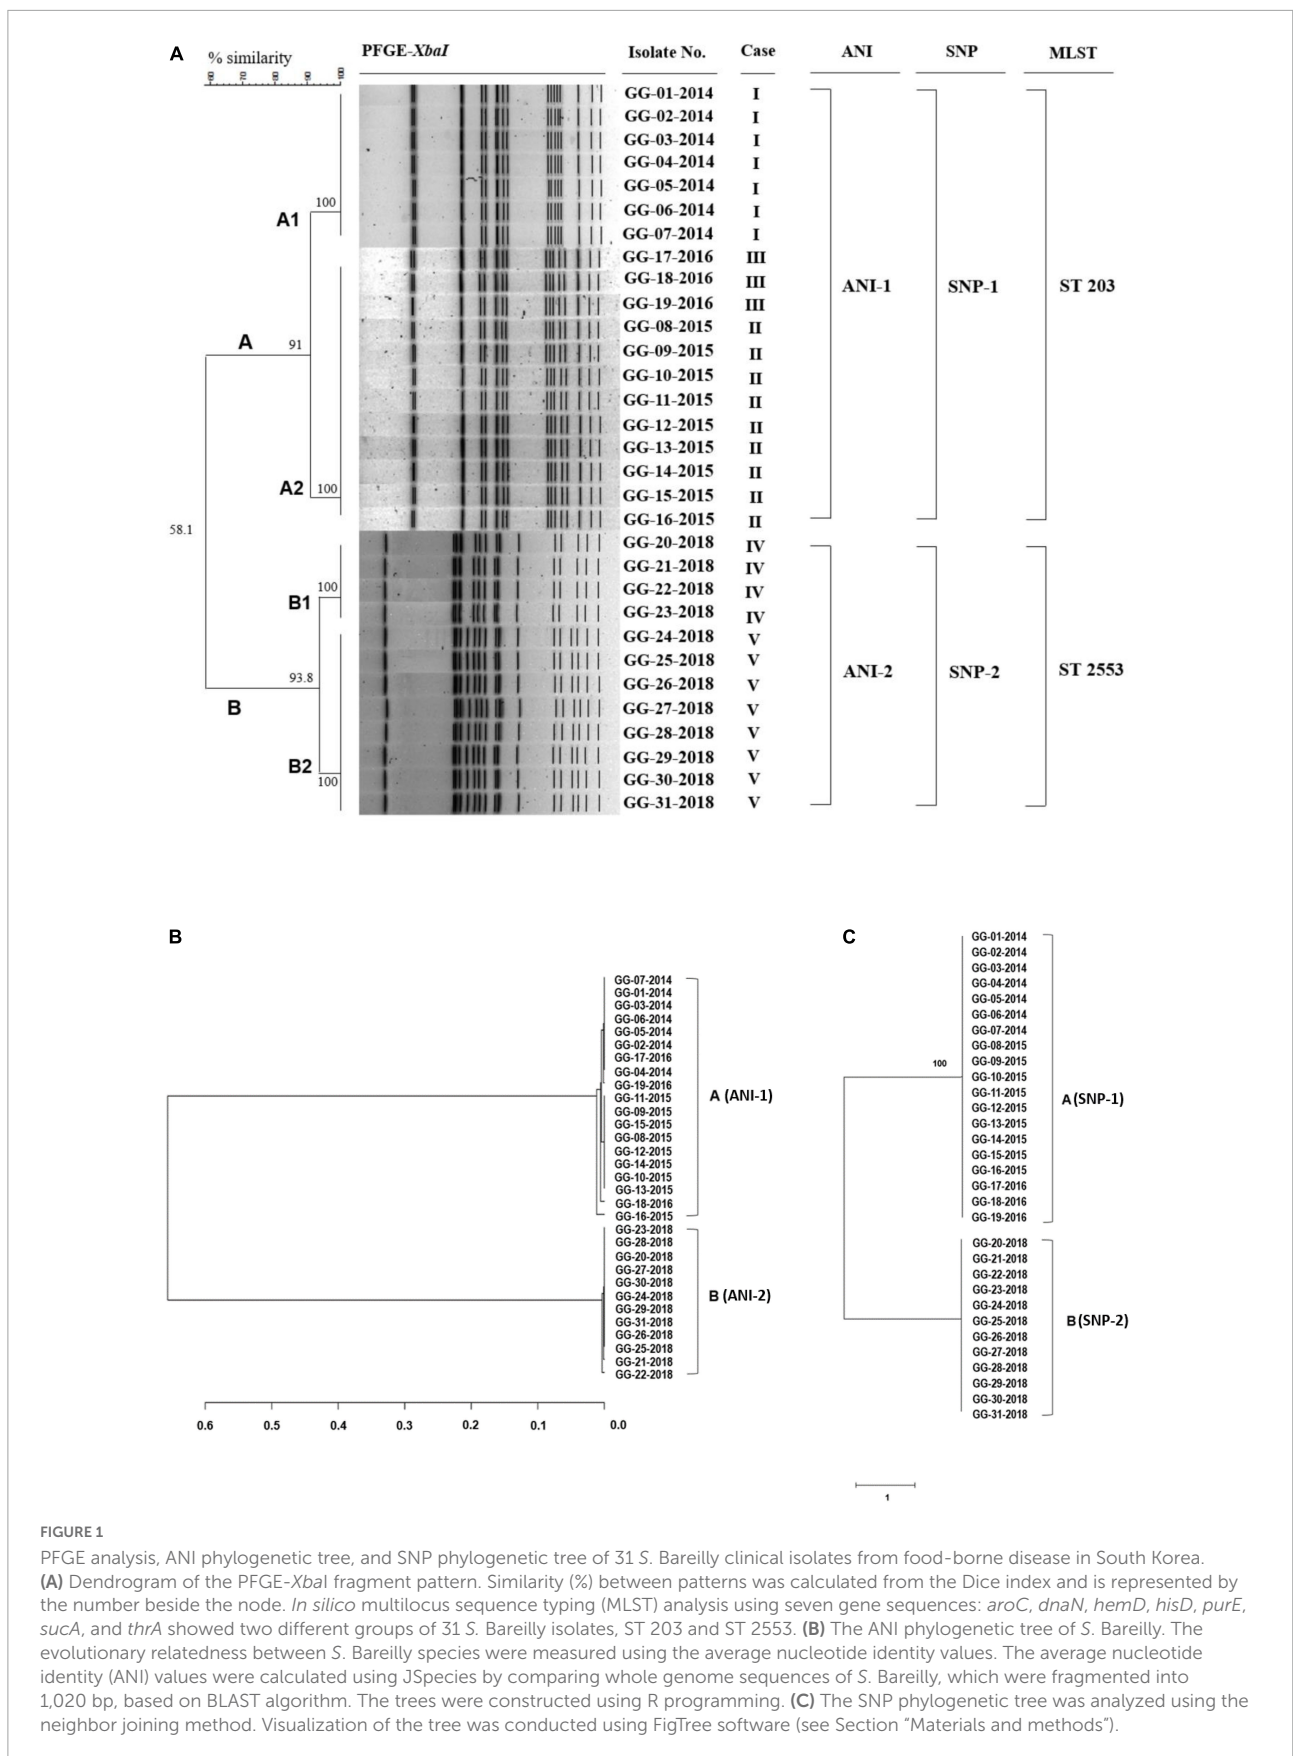 A
% similarity
PFGE-XbaI
Isolate No.
Case
ANI
SNP
MLST
60 70 80 90 100
GG-01-2014 I
GG-02-2014 I
GG-03-2014 I
GG-04-2014 I
GG-05-2014 I
GG-06-2014 I
GG-07-2014 I
GG-17-2016 III
GG-18-2016 III
GG-19-2016 III
GG-08-2015 II
GG-09-2015 II
GG-10-2015 II
GG-11-2015 II
GG-12-2015 II
GG-13-2015 II
GG-14-2015 II
GG-15-2015 II
GG-16-2015 II
GG-20-2018 IV
GG-21-2018 IV
GG-22-2018 IV
GG-23-2018 IV
GG-24-2018 V
GG-25-2018 V
GG-26-2018 V
GG-27-2018 V
GG-28-2018 V
GG-29-2018 V
GG-30-2018 V
GG-31-2018 V
A1
100
A
91
A2
100
58.1
B1
100
93.8
B
B2
100
ANI-1
SNP-1
ST 203
ANI-2
SNP-2
ST 2553
B
GG-07-2014
GG-01-2014
GG-03-2014
GG-06-2014
GG-05-2014
GG-02-2014
GG-17-2016
GG-04-2014
GG-19-2016
GG-11-2015
GG-09-2015
GG-15-2015
GG-08-2015
GG-12-2015
GG-14-2015
GG-10-2015
GG-13-2015
GG-18-2016
GG-16-2015
GG-23-2018
GG-28-2018
GG-20-2018
GG-27-2018
GG-30-2018
GG-24-2018
GG-29-2018
GG-31-2018
GG-26-2018
GG-25-2018
GG-21-2018
GG-22-2018
A (ANI-1)
B (ANI-2)
0.6 0.5 0.4 0.3 0.2 0.1 0.0
C
GG-01-2014
GG-02-2014
GG-03-2014
GG-04-2014
GG-05-2014
GG-06-2014
GG-07-2014
GG-08-2015
GG-09-2015
GG-10-2015
GG-11-2015
GG-12-2015
GG-13-2015
GG-14-2015
GG-15-2015
GG-16-2015
GG-17-2016
GG-18-2016
GG-19-2016
GG-20-2018
GG-21-2018
GG-22-2018
GG-23-2018
GG-24-2018
GG-25-2018
GG-26-2018
GG-27-2018
GG-28-2018
GG-29-2018
GG-30-2018
GG-31-2018
100
A (SNP-1)
B (SNP-2)
1
FIGURE 1
PFGE analysis, ANI phylogenetic tree, and SNP phylogenetic tree of 31 S. Bareilly clinical isolates from food-borne disease in South Korea.
(A) Dendrogram of the PFGE-XbaI fragment pattern. Similarity (%) between patterns was calculated from the Dice index and is represented by
the number beside the node. In silico multilocus sequence typing (MLST) analysis using seven gene sequences: aroC, dnaN, hemD, hisD, purE,
sucA, and thrA showed two different groups of 31 S. Bareilly isolates, ST 203 and ST 2553. (B) The ANI phylogenetic tree of S. Bareilly. The
evolutionary relatedness between S. Bareilly species were measured using the average nucleotide identity values. The average nucleotide
identity (ANI) values were calculated using JSpecies by comparing whole genome sequences of S. Bareilly, which were fragmented into
1,020 bp, based on BLAST algorithm. The trees were constructed using R programming. (C) The SNP phylogenetic tree was analyzed using the
neighbor joining method. Visualization of the tree was conducted using FigTree software (see Section “Materials and methods”).